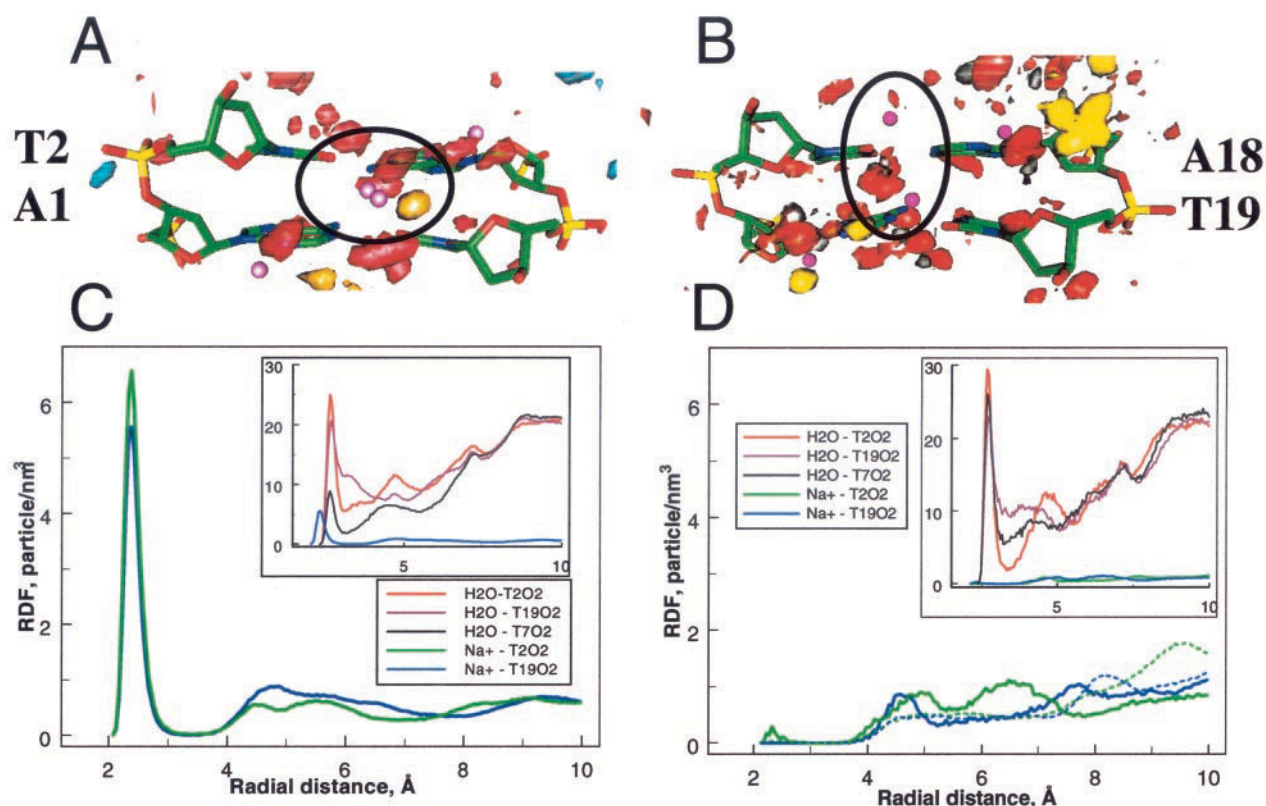 A
B
T2
A1
A18
T19
C
D
RDF, particle/nm³
6
4
2
0
2
4
6
8
10
Radial distance, Å
30
20
10
0
5
10
H2O-T2O2
H2O - T19O2
H2O - T7O2
Na+ - T2O2
Na+ - T19O2
RDF, particle/nm³
6
4
2
0
2
4
6
8
10
Radial distance, Å
H2O - T2O2
H2O - T19O2
H2O - T7O2
Na+ - T2O2
Na+ - T19O2
30
20
10
0
5
10